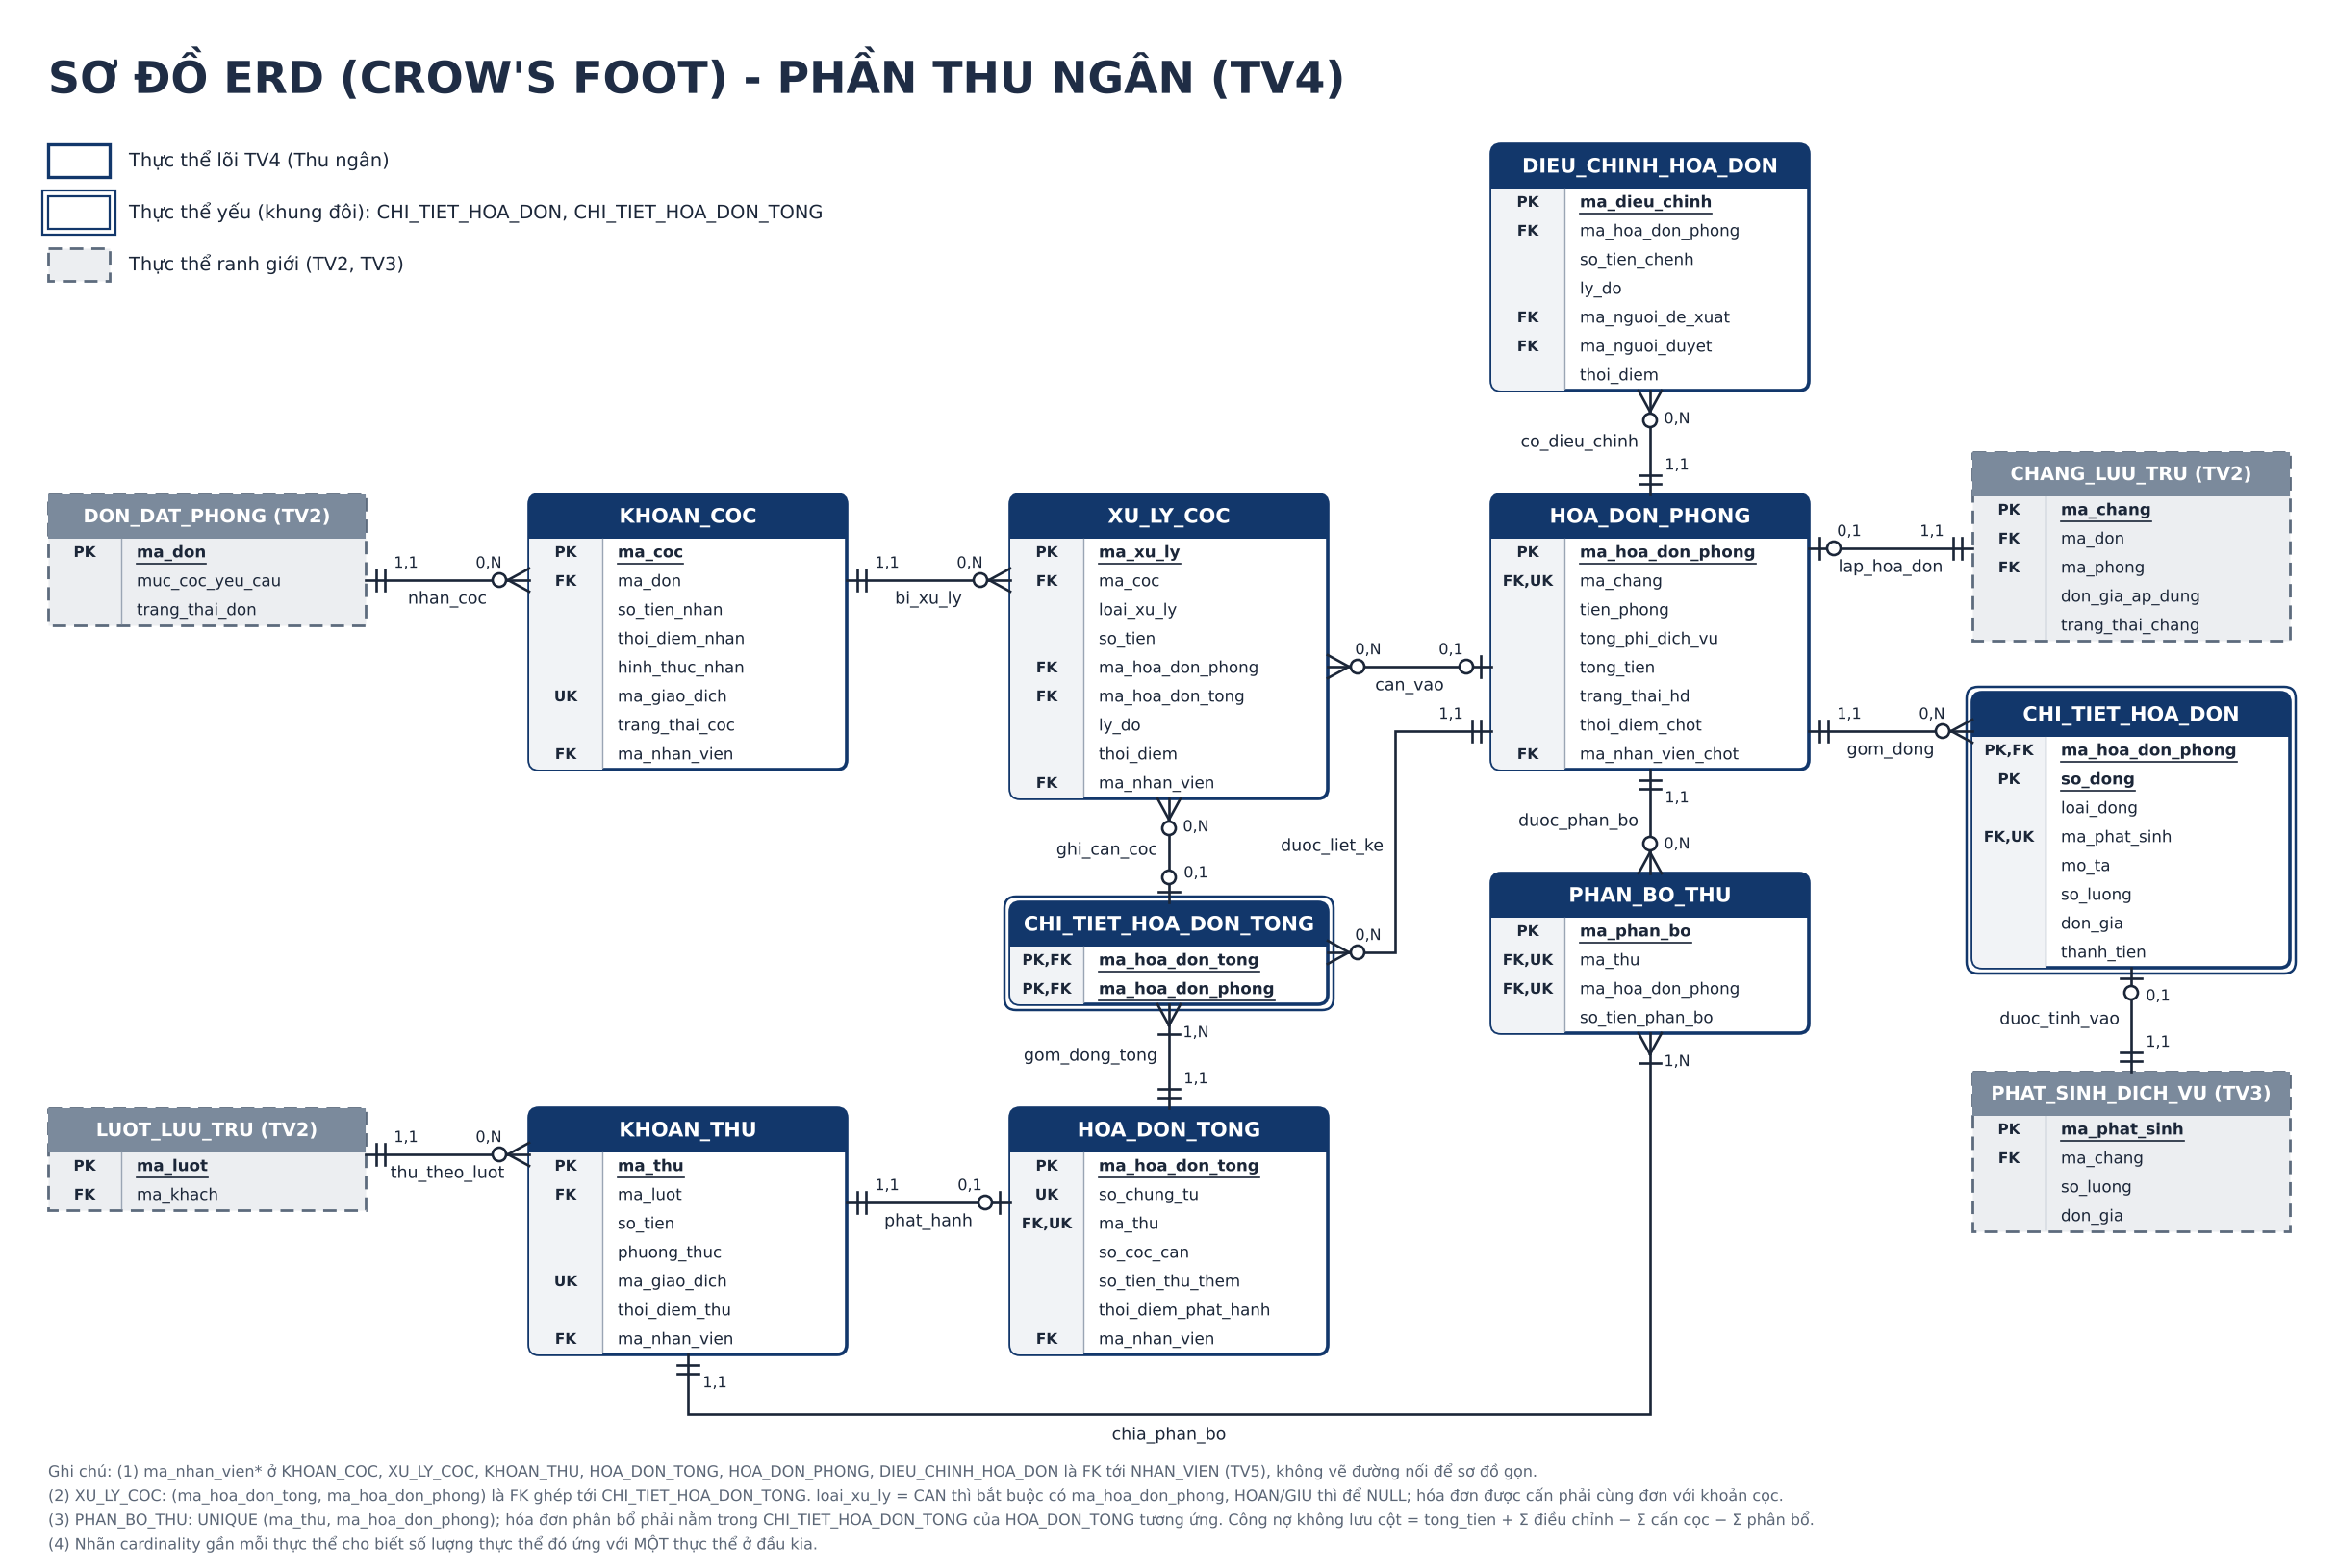 SƠ ĐỒ ERD (CROW'S FOOT) - PHẦN THU NGÂN (TV4)
Thực thể lõi TV4 (Thu ngân)
Thực thể yếu (khung đôi): CHI_TIET_HOA_DON, CHI_TIET_HOA_DON_TONG
Thực thể ranh giới (TV2, TV3)
DIEU_CHINH_HOA_DON
PK ma_dieu_chinh
FK ma_hoa_don_phong
so_tien_chenh
ly_do
FK ma_nguoi_de_xuat
FK ma_nguoi_duyet
thoi_diem
0,N
co_dieu_chinh
1,1
DON_DAT_PHONG (TV2)
PK ma_don
muc_coc_yeu_cau
trang_thai_don
1,1 0,N
nhan_coc
KHOAN_COC
PK ma_coc
FK ma_don
so_tien_nhan
thoi_diem_nhan
hinh_thuc_nhan
UK ma_giao_dich
trang_thai_coc
FK ma_nhan_vien
1,1 0,N
bi_xu_ly
XU_LY_COC
PK ma_xu_ly
FK ma_coc
loai_xu_ly
so_tien
FK ma_hoa_don_phong
FK ma_hoa_don_tong
ly_do
thoi_diem
FK ma_nhan_vien
0,N 0,1
can_vao
HOA_DON_PHONG
PK ma_hoa_don_phong
FK,UK ma_chang
tien_phong
tong_phi_dich_vu
tong_tien
trang_thai_hd
thoi_diem_chot
FK ma_nhan_vien_chot
0,1 1,1
lap_hoa_don
CHANG_LUU_TRU (TV2)
PK ma_chang
FK ma_don
FK ma_phong
don_gia_ap_dung
trang_thai_chang
1,1 0,N
gom_dong
CHI_TIET_HOA_DON
PK,FK ma_hoa_don_phong
PK so_dong
loai_dong
FK,UK ma_phat_sinh
mo_ta
so_luong
don_gia
thanh_tien
0,N
ghi_can_coc
0,1
1,1
duoc_liet_ke
0,N
1,1
duoc_phan_bo
0,N
CHI_TIET_HOA_DON_TONG
PK,FK ma_hoa_don_tong
PK,FK ma_hoa_don_phong
PHAN_BO_THU
PK ma_phan_bo
FK,UK ma_thu
FK,UK ma_hoa_don_phong
so_tien_phan_bo
0,1
duoc_tinh_vao
1,1
1,N
gom_dong_tong
1,1
1,N
PHAT_SINH_DICH_VU (TV3)
PK ma_phat_sinh
FK ma_chang
so_luong
don_gia
LUOT_LUU_TRU (TV2)
PK ma_luot
FK ma_khach
1,1 0,N
thu_theo_luot
KHOAN_THU
PK ma_thu
FK ma_luot
so_tien
phuong_thuc
UK ma_giao_dich
thoi_diem_thu
FK ma_nhan_vien
1,1 0,1
phat_hanh
HOA_DON_TONG
PK ma_hoa_don_tong
UK so_chung_tu
FK,UK ma_thu
so_coc_can
so_tien_thu_them
thoi_diem_phat_hanh
FK ma_nhan_vien
1,1
chia_phan_bo
Ghi chú: (1) ma_nhan_vien* ở KHOAN_COC, XU_LY_COC, KHOAN_THU, HOA_DON_TONG, HOA_DON_PHONG, DIEU_CHINH_HOA_DON là FK tới NHAN_VIEN (TV5), không vẽ đường nối để sơ đồ gọn.
(2) XU_LY_COC: (ma_hoa_don_tong, ma_hoa_don_phong) là FK ghép tới CHI_TIET_HOA_DON_TONG. loai_xu_ly = CAN thì bắt buộc có ma_hoa_don_phong, HOAN/GIU thì để NULL; hóa đơn được cấn phải cùng đơn với khoản cọc.
(3) PHAN_BO_THU: UNIQUE (ma_thu, ma_hoa_don_phong); hóa đơn phân bổ phải nằm trong CHI_TIET_HOA_DON_TONG của HOA_DON_TONG tương ứng. Công nợ không lưu cột = tong_tien + Σ điều chỉnh − Σ cấn cọc − Σ phân bổ.
(4) Nhãn cardinality gần mỗi thực thể cho biết số lượng thực thể đó ứng với MỘT thực thể ở đầu kia.